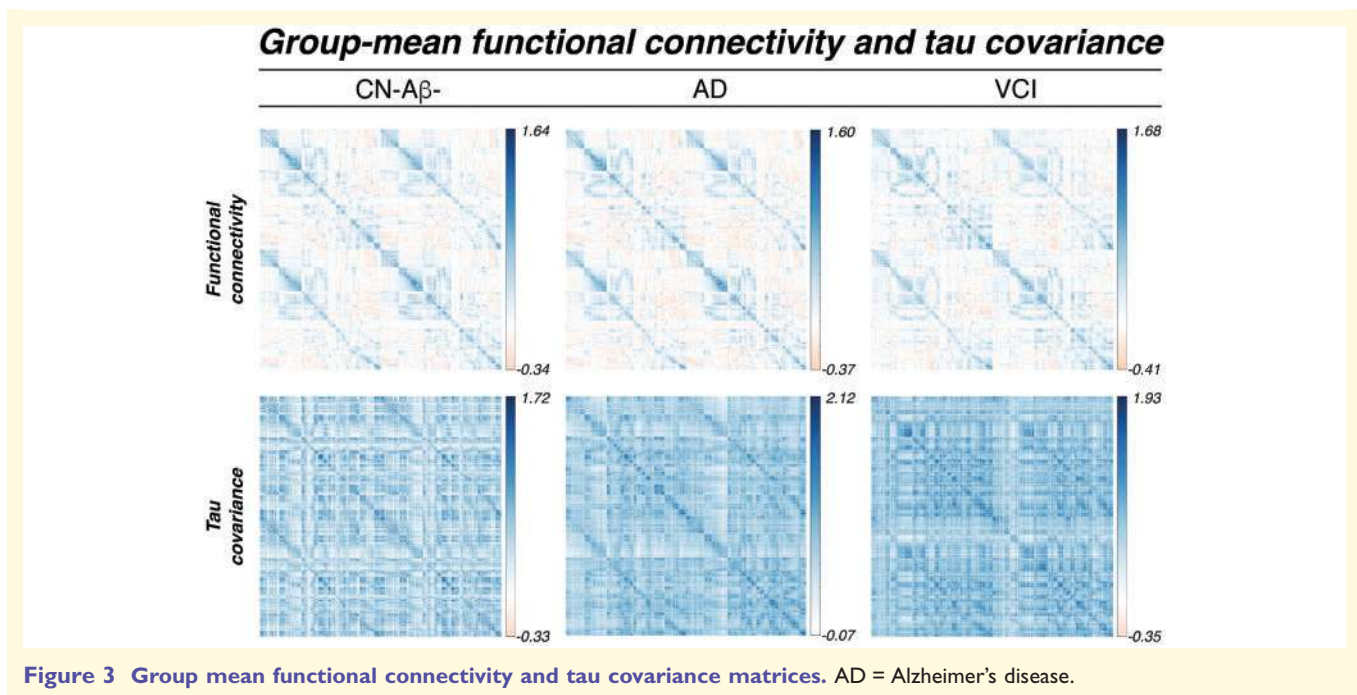 Group-mean functional connectivity and tau covariance
CN-Aβ-
AD
VCI
Functional
connectivity
1.64
-0.34
1.60
-0.37
1.68
-0.41
Tau
covariance
1.72
-0.33
2.12
-0.07
1.93
-0.35
Figure 3 Group mean functional connectivity and tau covariance matrices. AD = Alzheimer's disease.